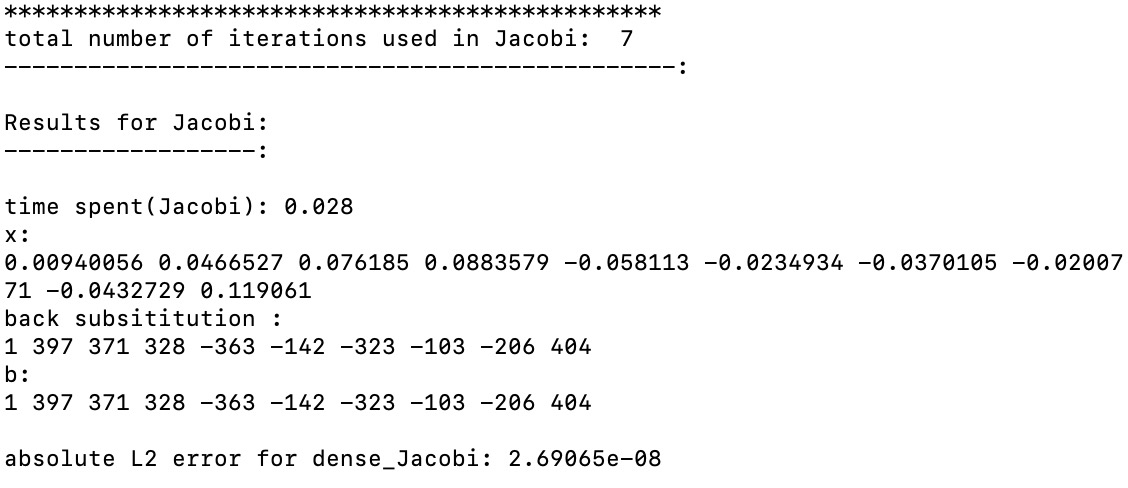 ***********************************************
total number of iterations used in Jacobi:  7
------------------------------------------------:

Results for Jacobi:
------------------:

time spent(Jacobi): 0.028
x:
0.00940056 0.0466527 0.076185 0.0883579 -0.058113 -0.0234934 -0.0370105 -0.02007
71 -0.0432729 0.119061
back subsititution :
1 397 371 328 -363 -142 -323 -103 -206 404
b:
1 397 371 328 -363 -142 -323 -103 -206 404

absolute L2 error for dense_Jacobi: 2.69065e-08